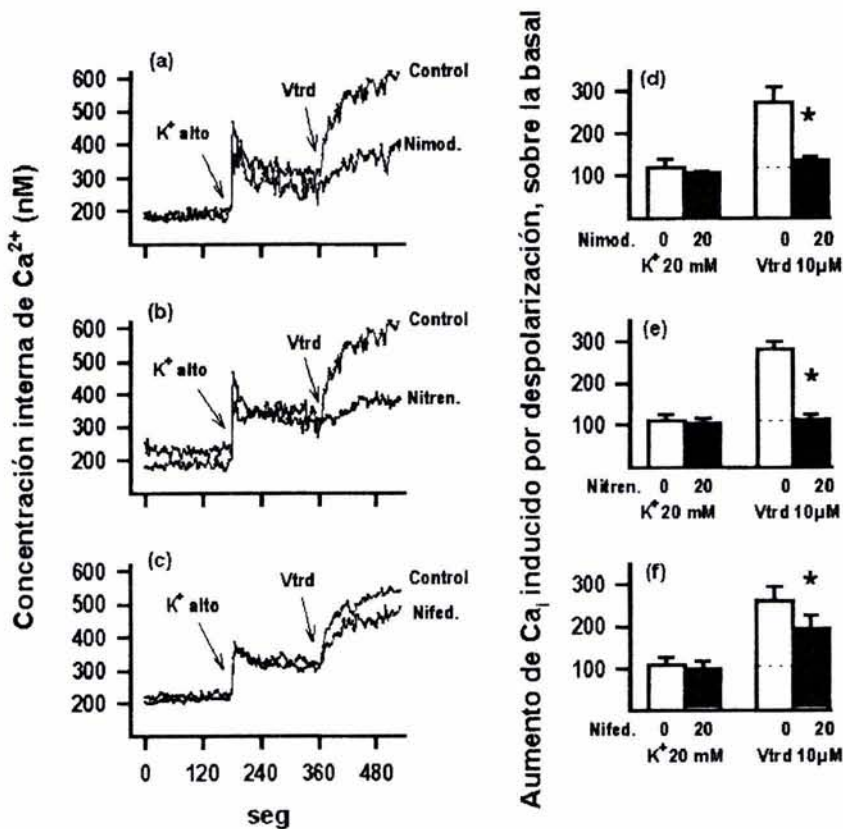 Concentración interna de Ca²⁺ (nM)
(a)
600
500
400
300
200
K⁺ alto
Vtrd
Control
Nimod.
(b)
600
500
400
300
200
K⁺ alto
Vtrd
Control
Nitren.
(c)
600
500
400
300
200
K⁺ alto
Vtrd
Control
Nifed.
0 120 240 360 480
seg
Aumento de Caᵢ inducido por despolarización, sobre la basal
(d)
300
200
100
*
Nimod. 0 20 0 20
K⁺ 20 mM Vtrd 10µM
(e)
300
200
100
*
Nitren. 0 20 0 20
K⁺ 20 mM Vtrd 10µM
(f)
300
200
100
*
Nifed. 0 20 0 20
K⁺ 20 mM Vtrd 10µM